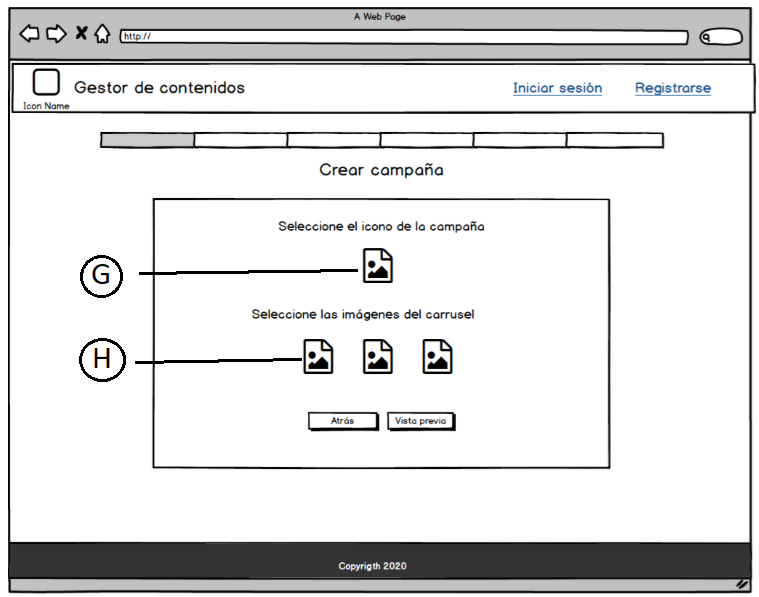 A Web Page
http://
Gestor de contenidos
Iniciar sesión
Registrarse
Icon Name
Crear campaña
Seleccione el icono de la campaña
G
Seleccione las imágenes del carrusel
H
Atrás
Vista previa
Copyrigth 2020